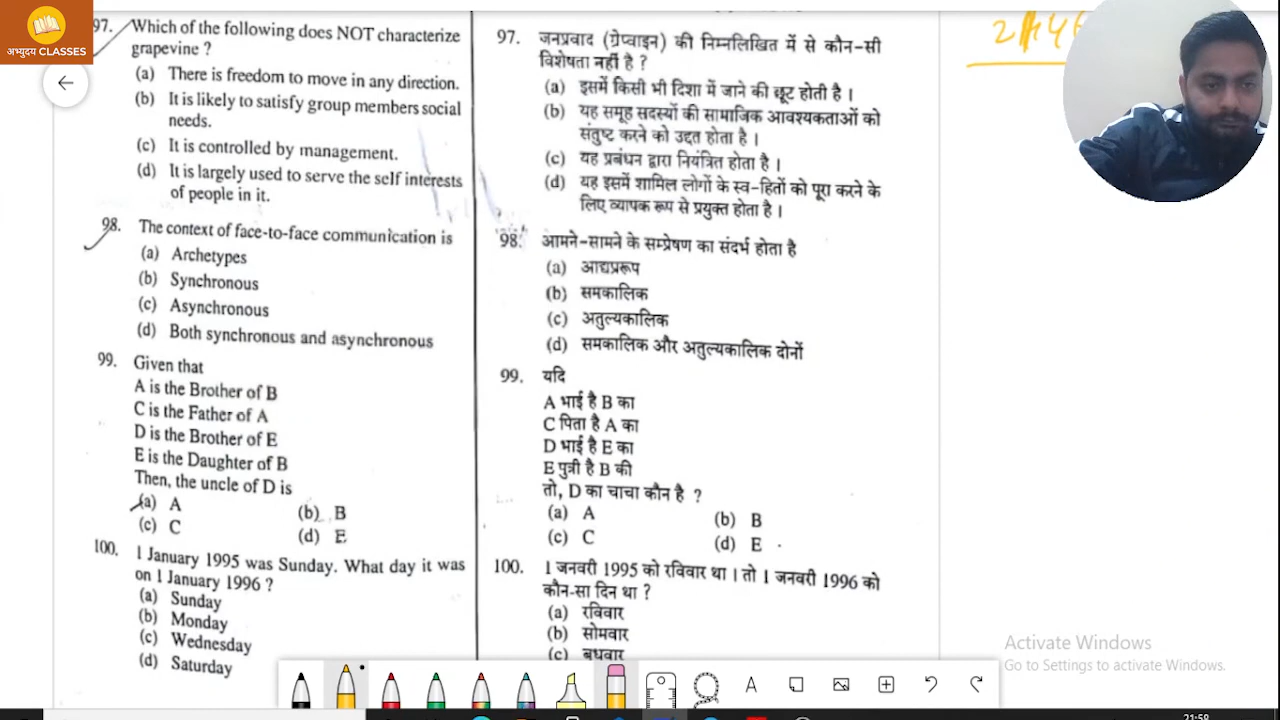 अभ्युदय CLASSES
97. Which of the following does NOT characterize
grapevine ?
(a) There is freedom to move in any direction.
(b) It is likely to satisfy group members social
needs.
(c) It is controlled by management.
(d) It is largely used to serve the self interests
of people in it.
98. The context of face-to-face communication is
(a) Archetypes
(b) Synchronous
(c) Asynchronous
(d) Both synchronous and asynchronous
99. Given that
A is the Brother of B
C is the Father of A
D is the Brother of E
E is the Daughter of B
Then, the uncle of D is
(a) A (b) B
(c) C (d) E
100. 1 January 1995 was Sunday. What day it was
on 1 January 1996 ?
(a) Sunday
(b) Monday
(c) Wednesday
(d) Saturday
97. जनप्रवाद (ग्रेप्वाइन) की निम्नलिखित में से कौन-सी
विशेषता नहीं है ?
(a) इसमें किसी भी दिशा में जाने की छूट होती है ।
(b) यह समूह सदस्यों की सामाजिक आवश्यकताओं को
संतुष्ट करने को उद्दत होता है ।
(c) यह प्रबंधन द्वारा नियंत्रित होता है ।
(d) यह इसमें शामिल लोगों के स्व-हितों को पूरा करने के
लिए व्यापक रूप से प्रयुक्त होता है ।
98. आमने-सामने के सम्प्रेषण का संदर्भ होता है
(a) आद्यप्ररूप
(b) समकालिक
(c) अतुल्यकालिक
(d) समकालिक और अतुल्यकालिक दोनों
99. यदि
A भाई है B का
C पिता है A का
D भाई है E का
E पुत्री है B की
तो, D का चाचा कौन है ?
(a) A (b) B
(c) C (d) E
100. 1 जनवरी 1995 को रविवार था । तो 1 जनवरी 1996 को
कौन-सा दिन था ?
(a) रविवार
(b) सोमवार
(c) बुधवार
Activate Windows
Go to Settings to activate Windows.
21:59